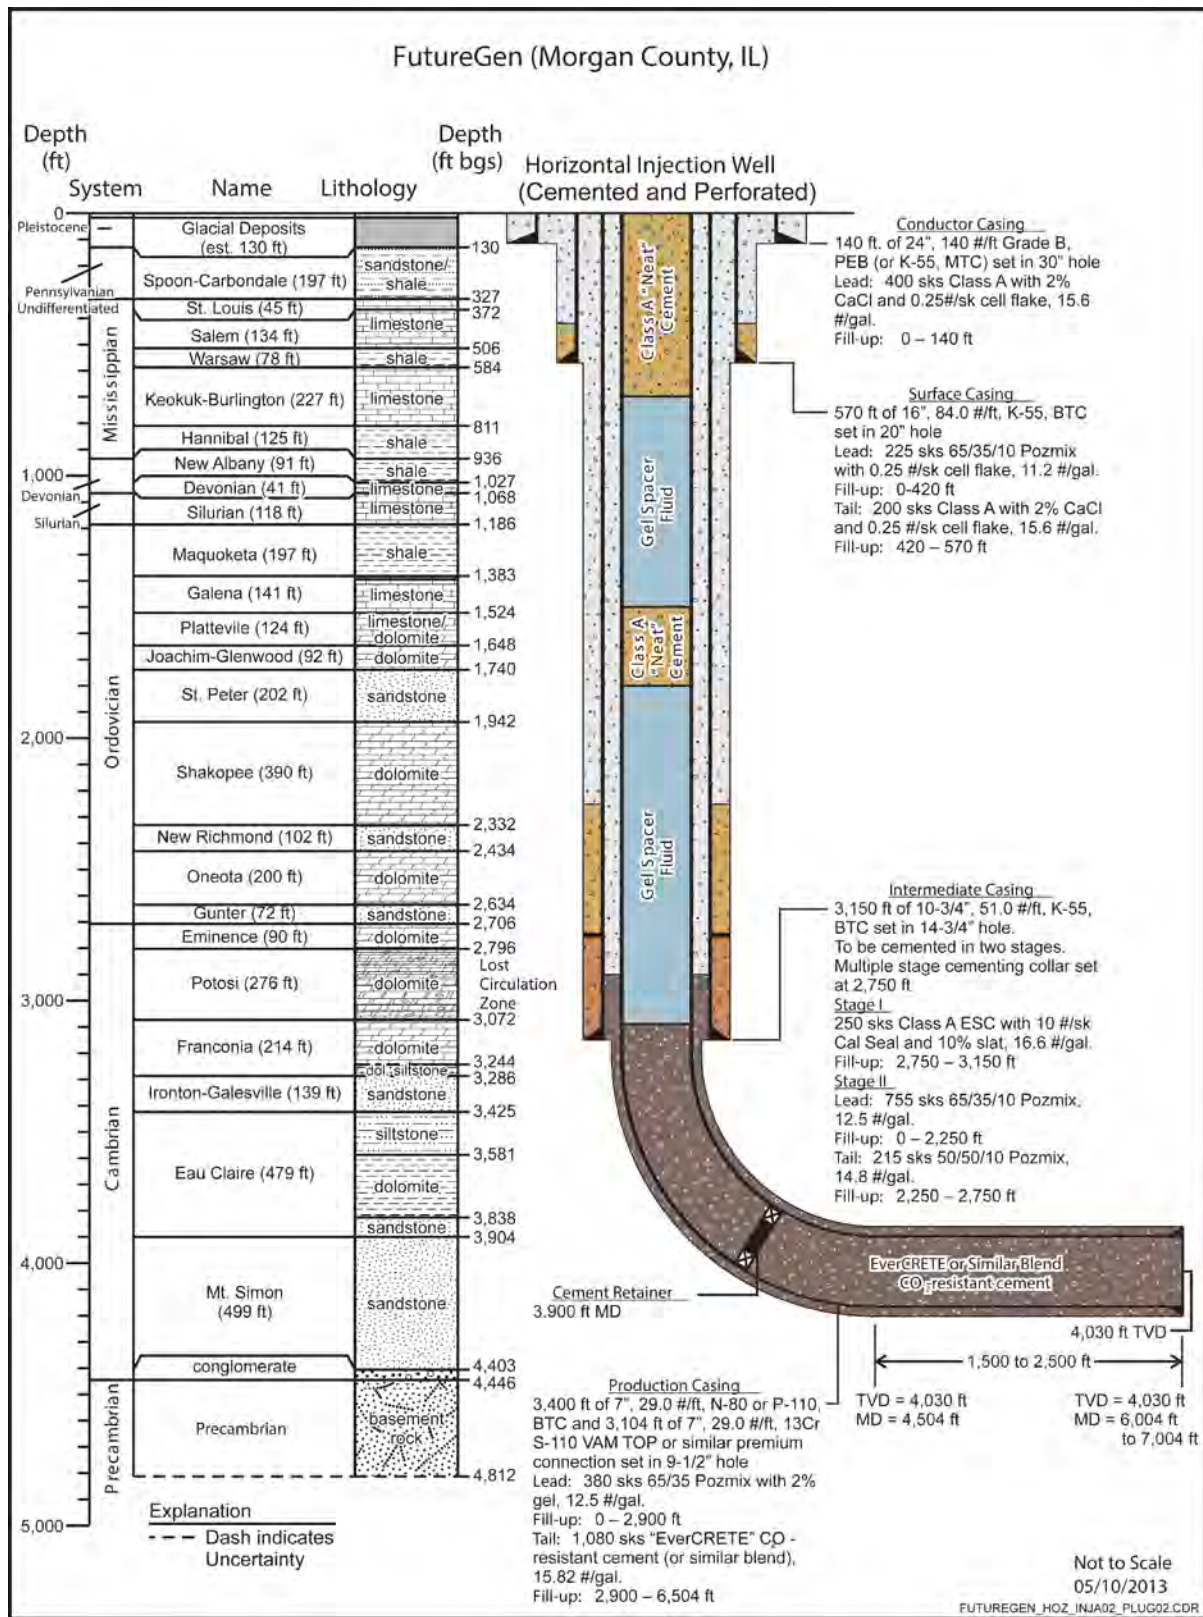 FutureGen (Morgan County, IL)
Depth
(ft)
System
Name
Lithology
Depth
(ft bgs)
Horizontal Injection Well
(Cemented and Perforated)
0
1,000
2,000
3,000
4,000
5,000
Pleistocene
Pennsylvanian
Undifferentiated
Mississippian
Devonian
Silurian
Ordovician
Cambrian
Precambrian
Glacial Deposits
(est. 130 ft)
Spoon-Carbondale (197 ft)
St. Louis (45 ft)
Salem (134 ft)
Warsaw (78 ft)
Keokuk-Burlington (227 ft)
Hannibal (125 ft)
New Albany (91 ft)
Devonian (41 ft)
Silurian (118 ft)
Maquoketa (197 ft)
Galena (141 ft)
Plattevile (124 ft)
Joachim-Glenwood (92 ft)
St. Peter (202 ft)
Shakopee (390 ft)
New Richmond (102 ft)
Oneota (200 ft)
Gunter (72 ft)
Eminence (90 ft)
Potosi (276 ft)
Franconia (214 ft)
Ironton-Galesville (139 ft)
Eau Claire (479 ft)
Mt. Simon
(499 ft)
conglomerate
Precambrian
sandstone/
shale
limestone
shale
limestone
shale
shale
limestone
limestone
shale
limestone
limestone/
dolomite
dolomite
sandstone
dolomite
sandstone
dolomite
sandstone
dolomite
dolomite
dolomite
dol. siltstone
sandstone
siltstone
dolomite
sandstone
sandstone
basement
rock
130
327
372
506
584
811
936
1,027
1,068
1,186
1,383
1,524
1,648
1,740
1,942
2,332
2,434
2,634
2,706
2,796
Lost
Circulation
Zone
3,072
3,244
3,286
3,425
3,581
3,838
3,904
4,403
4,446
4,812
Class A "Neat"
Cement
Gel Spacer
Fluid
Class A
"Neat"
Cement
Gel Spacer
Fluid
EverCRETE or Similar Blend
CO2-resistant cement
Conductor Casing
140 ft. of 24", 140 #/ft Grade B,
PEB (or K-55, MTC) set in 30" hole
Lead: 400 sks Class A with 2%
CaCl and 0.25#/sk cell flake, 15.6
#/gal.
Fill-up: 0 – 140 ft
Surface Casing
570 ft of 16", 84.0 #/ft, K-55, BTC
set in 20" hole
Lead: 225 sks 65/35/10 Pozmix
with 0.25 #/sk cell flake, 11.2 #/gal.
Fill-up: 0-420 ft
Tail: 200 sks Class A with 2% CaCl
and 0.25 #/sk cell flake, 15.6 #/gal.
Fill-up: 420 – 570 ft
Intermediate Casing
3,150 ft of 10-3/4", 51.0 #/ft, K-55,
BTC set in 14-3/4" hole.
To be cemented in two stages.
Multiple stage cementing collar set
at 2,750 ft
Stage I
250 sks Class A ESC with 10 #/sk
Cal Seal and 10% slat, 16.6 #/gal.
Fill-up: 2,750 – 3,150 ft
Stage II
Lead: 755 sks 65/35/10 Pozmix,
12.5 #/gal.
Fill-up: 0 – 2,250 ft
Tail: 215 sks 50/50/10 Pozmix,
14.8 #/gal.
Fill-up: 2,250 – 2,750 ft
Cement Retainer
3.900 ft MD
4,030 ft TVD
1,500 to 2,500 ft
TVD = 4,030 ft
MD = 4,504 ft
TVD = 4,030 ft
MD = 6,004 ft
to 7,004 ft
Production Casing
3,400 ft of 7", 29.0 #/ft, N-80 or P-110,
BTC and 3,104 ft of 7", 29.0 #/ft, 13Cr
S-110 VAM TOP or similar premium
connection set in 9-1/2" hole
Lead: 380 sks 65/35 Pozmix with 2%
gel, 12.5 #/gal.
Fill-up: 0 – 2,900 ft
Tail: 1,080 sks "EverCRETE" CO2-
resistant cement (or similar blend),
15.82 #/gal.
Fill-up: 2,900 – 6,504 ft
Explanation
Dash indicates
Uncertainty
Not to Scale
05/10/2013
FUTUREGEN_HOZ_INJA02_PLUG02.CDR